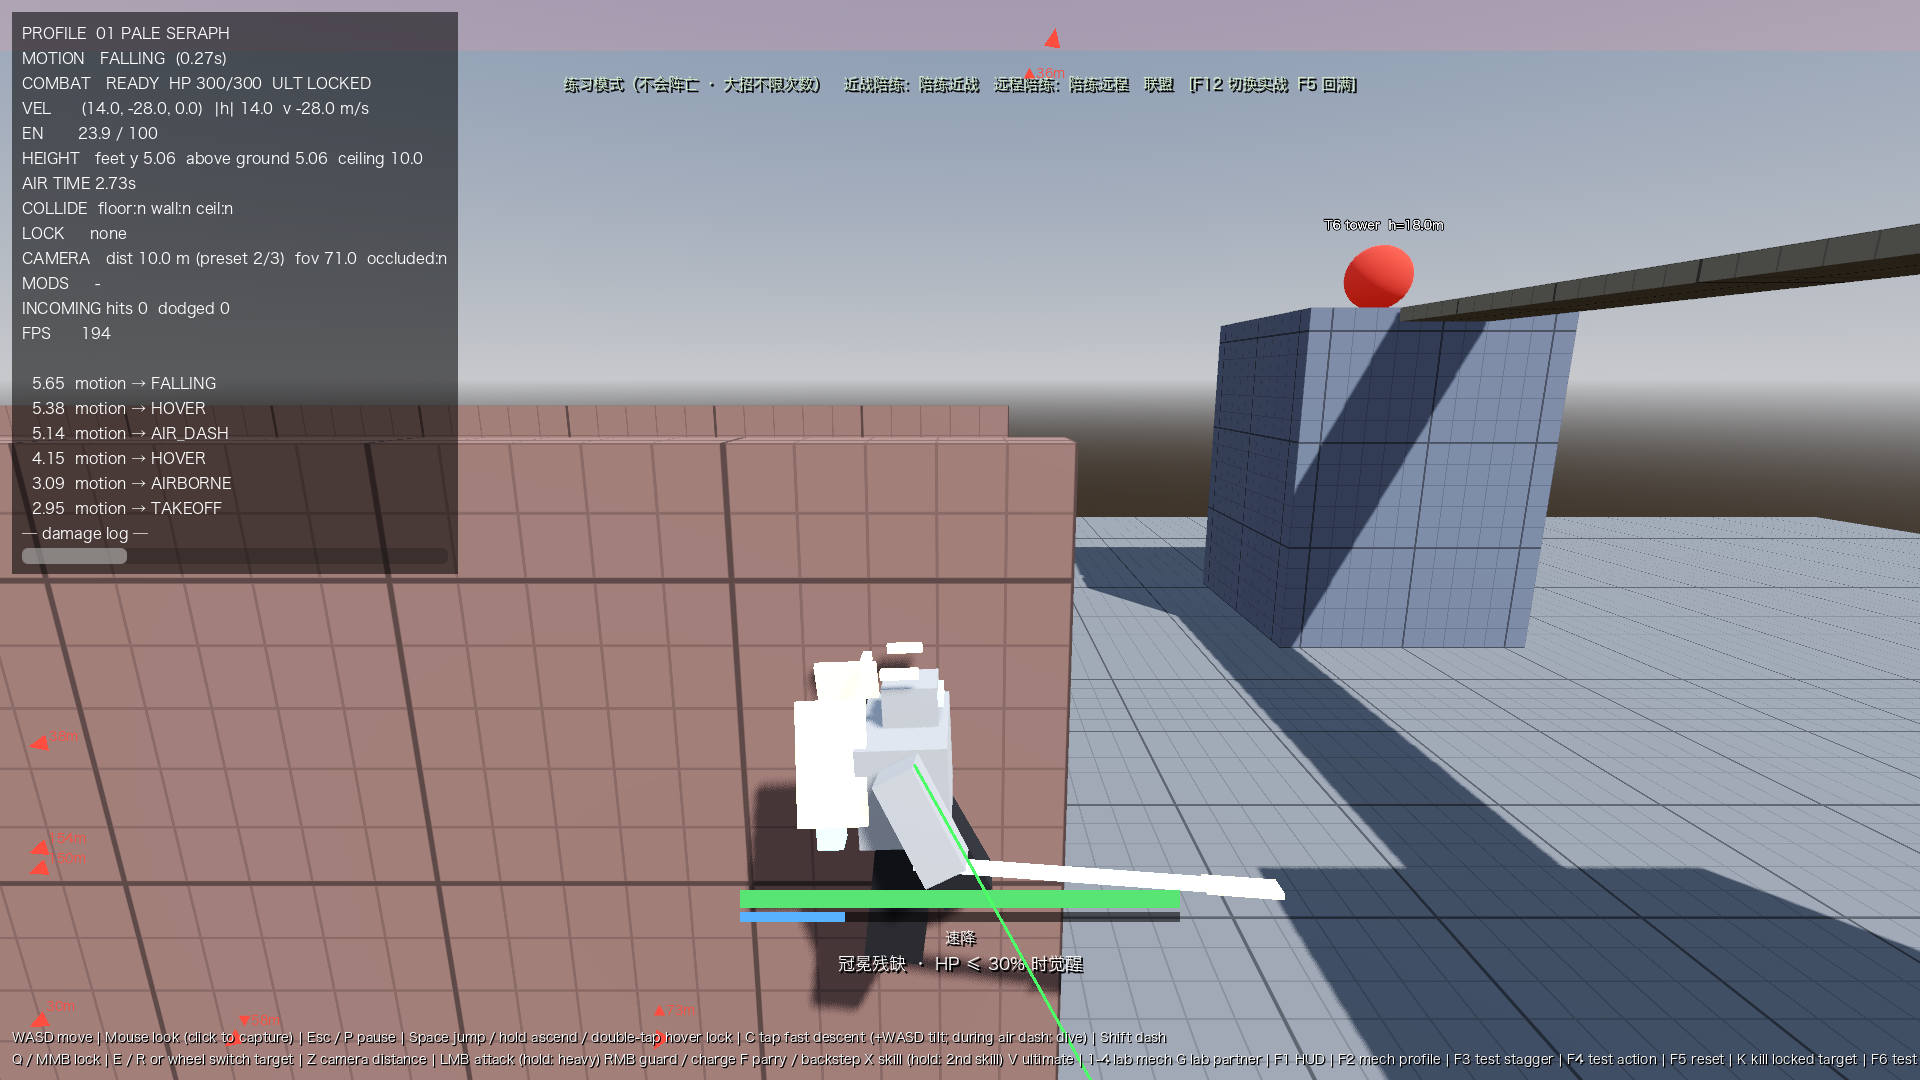 PROFILE 01 PALE SERAPH
MOTION FALLING (0.27s)
COMBAT READY HP 300/300 ULT LOCKED
VEL (14.0, -28.0, 0.0) |h| 14.0 v -28.0 m/s
EN 23.9 / 100
HEIGHT feet y 5.06 above ground 5.06 ceiling 10.0
AIR TIME 2.73s
COLLIDE floor:n wall:n ceil:n
LOCK none
CAMERA dist 10.0 m (preset 2/3) fov 71.0 occluded:n
MODS -
INCOMING hits 0 dodged 0
FPS 194
5.65 motion → FALLING
5.38 motion → HOVER
5.14 motion → AIR_DASH
4.15 motion → HOVER
3.09 motion → AIRBORNE
2.95 motion → TAKEOFF
— damage log —
▲36m
练习模式（不会阵亡 · 大招不限次数） 近战陪练：陪练近战 远程陪练：陪练远程 联盟 [F12 切换实战 F5 回满]
T6 tower h=18.0m
38m
154m
150m
速降
冠冕残缺 · HP ≤ 30% 时觉醒
30m
▼58m
WASD move | Mouse look (click to capture) | Esc / P pause | Space jump / hold ascend / double-tap hover lock | C tap fast descent (+WASD tilt; during air dash: dive) | Shift dash
Q / MMB lock | E / R or wheel switch target | Z camera distance | LMB attack (hold: heavy) RMB guard / charge F parry / backstep X skill (hold: 2nd skill) V ultimate | 1-4 lab mech G lab partner | F1 HUD | F2 mech profile | F3 test stagger | F4 test action | F5 reset | K kill locked target | F6 test